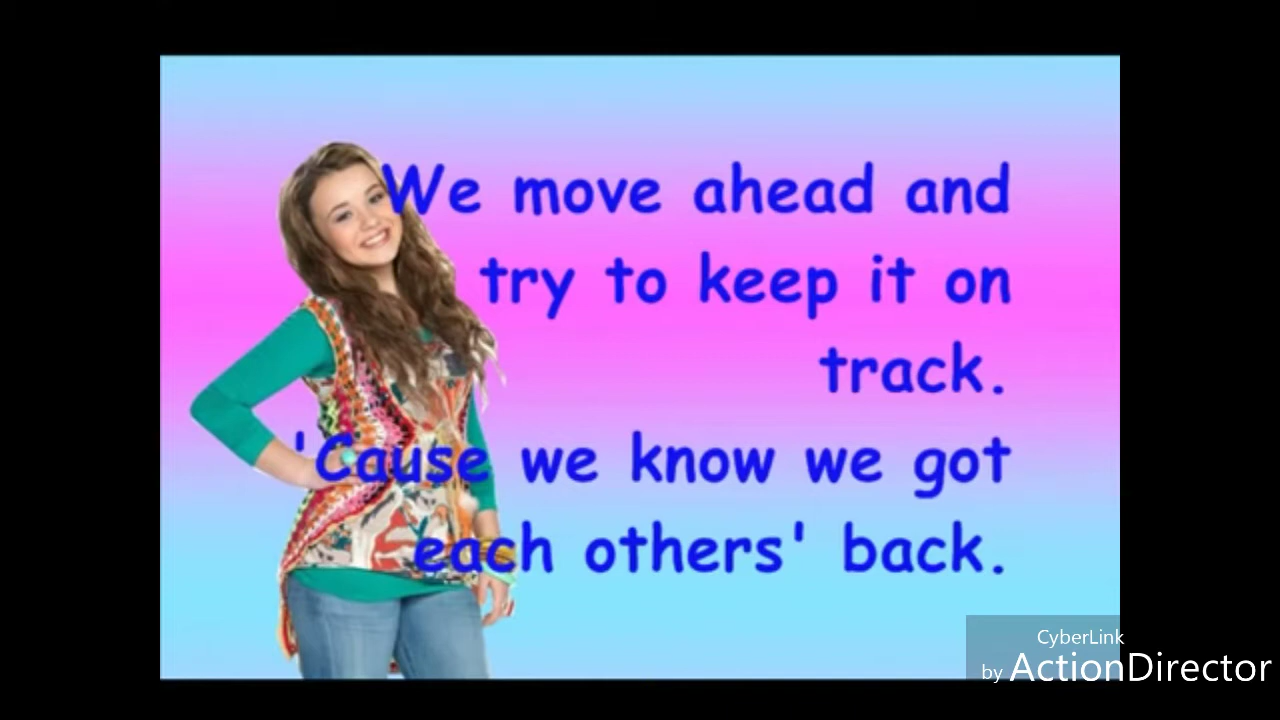 We move ahead and
try to keep it on
track.
'Cause we know we got
each others' back.
CyberLink
by ActionDirector